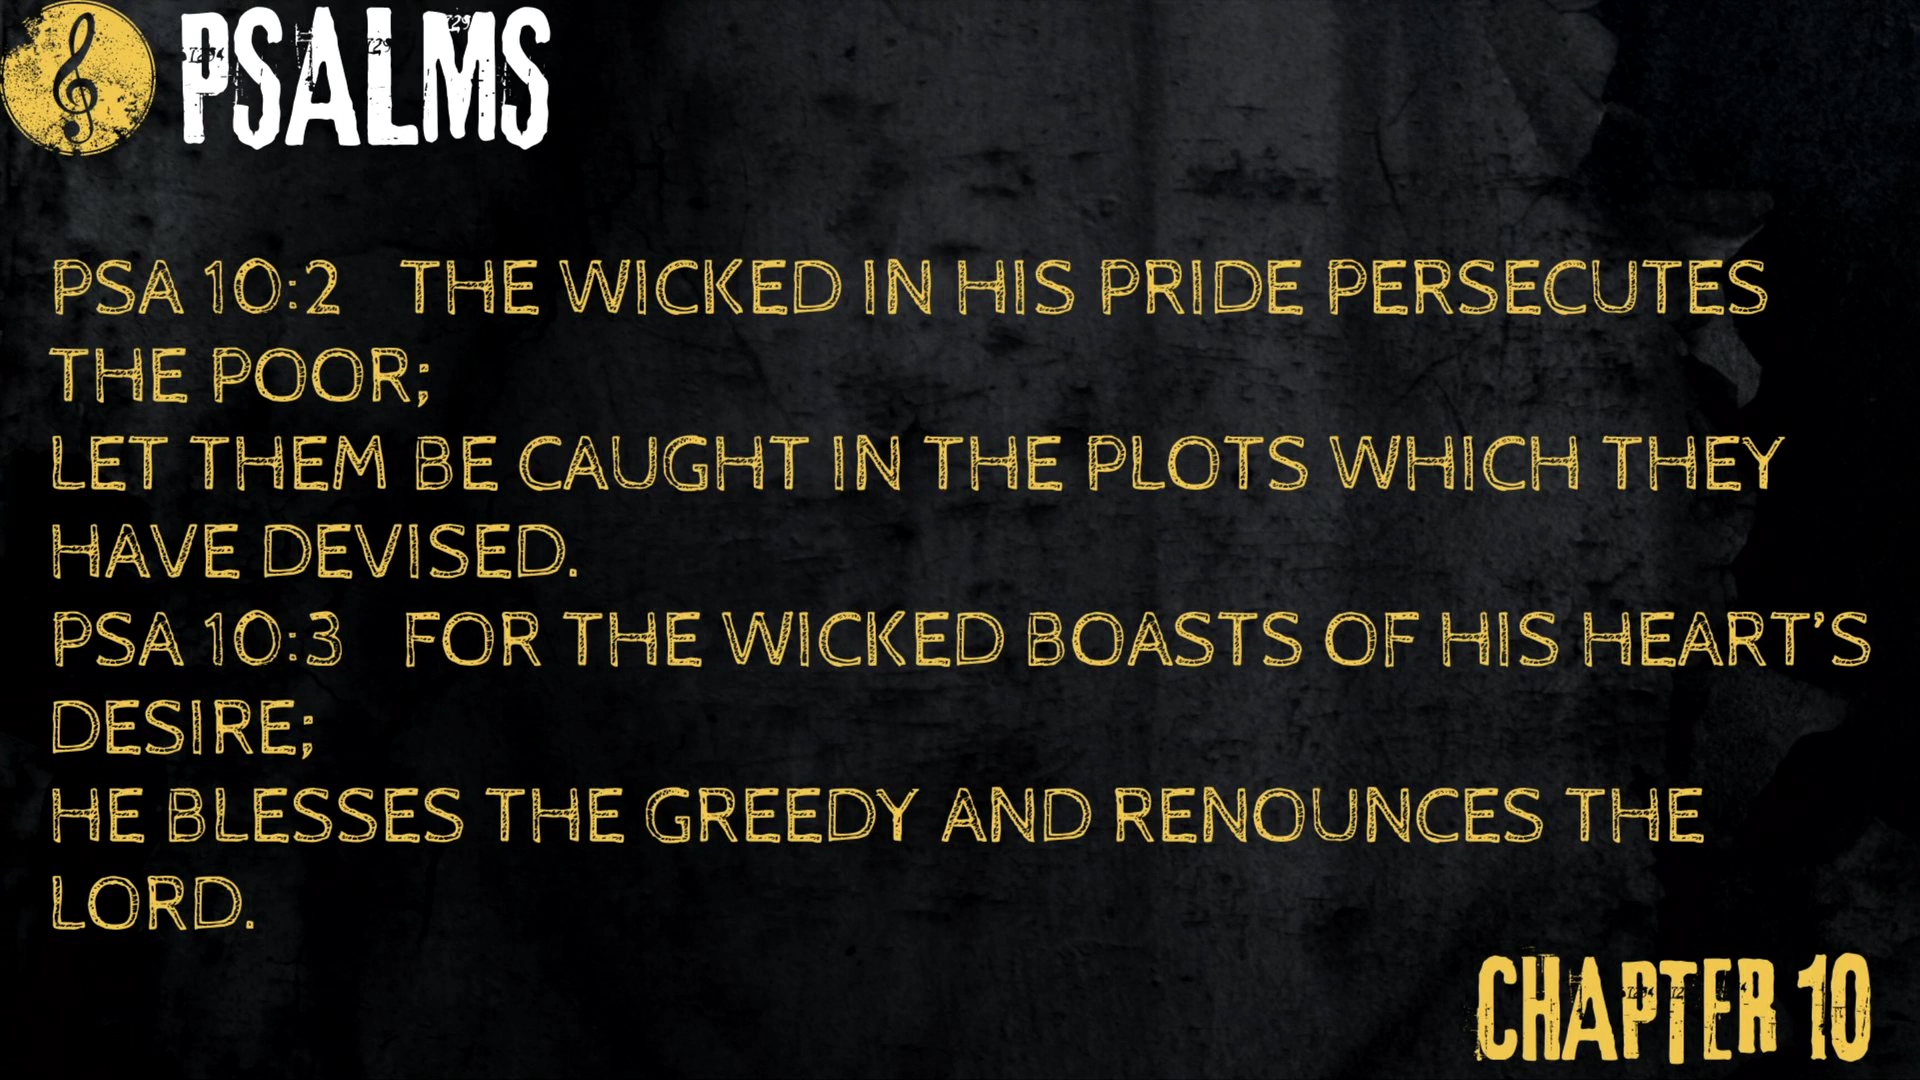 PSALMS
PSA 10:2 THE WICKED IN HIS PRIDE PERSECUTES
THE POOR;
LET THEM BE CAUGHT IN THE PLOTS WHICH THEY
HAVE DEVISED.
PSA 10:3 FOR THE WICKED BOASTS OF HIS HEART’S
DESIRE;
HE BLESSES THE GREEDY AND RENOUNCES THE
LORD.
CHAPTER 10